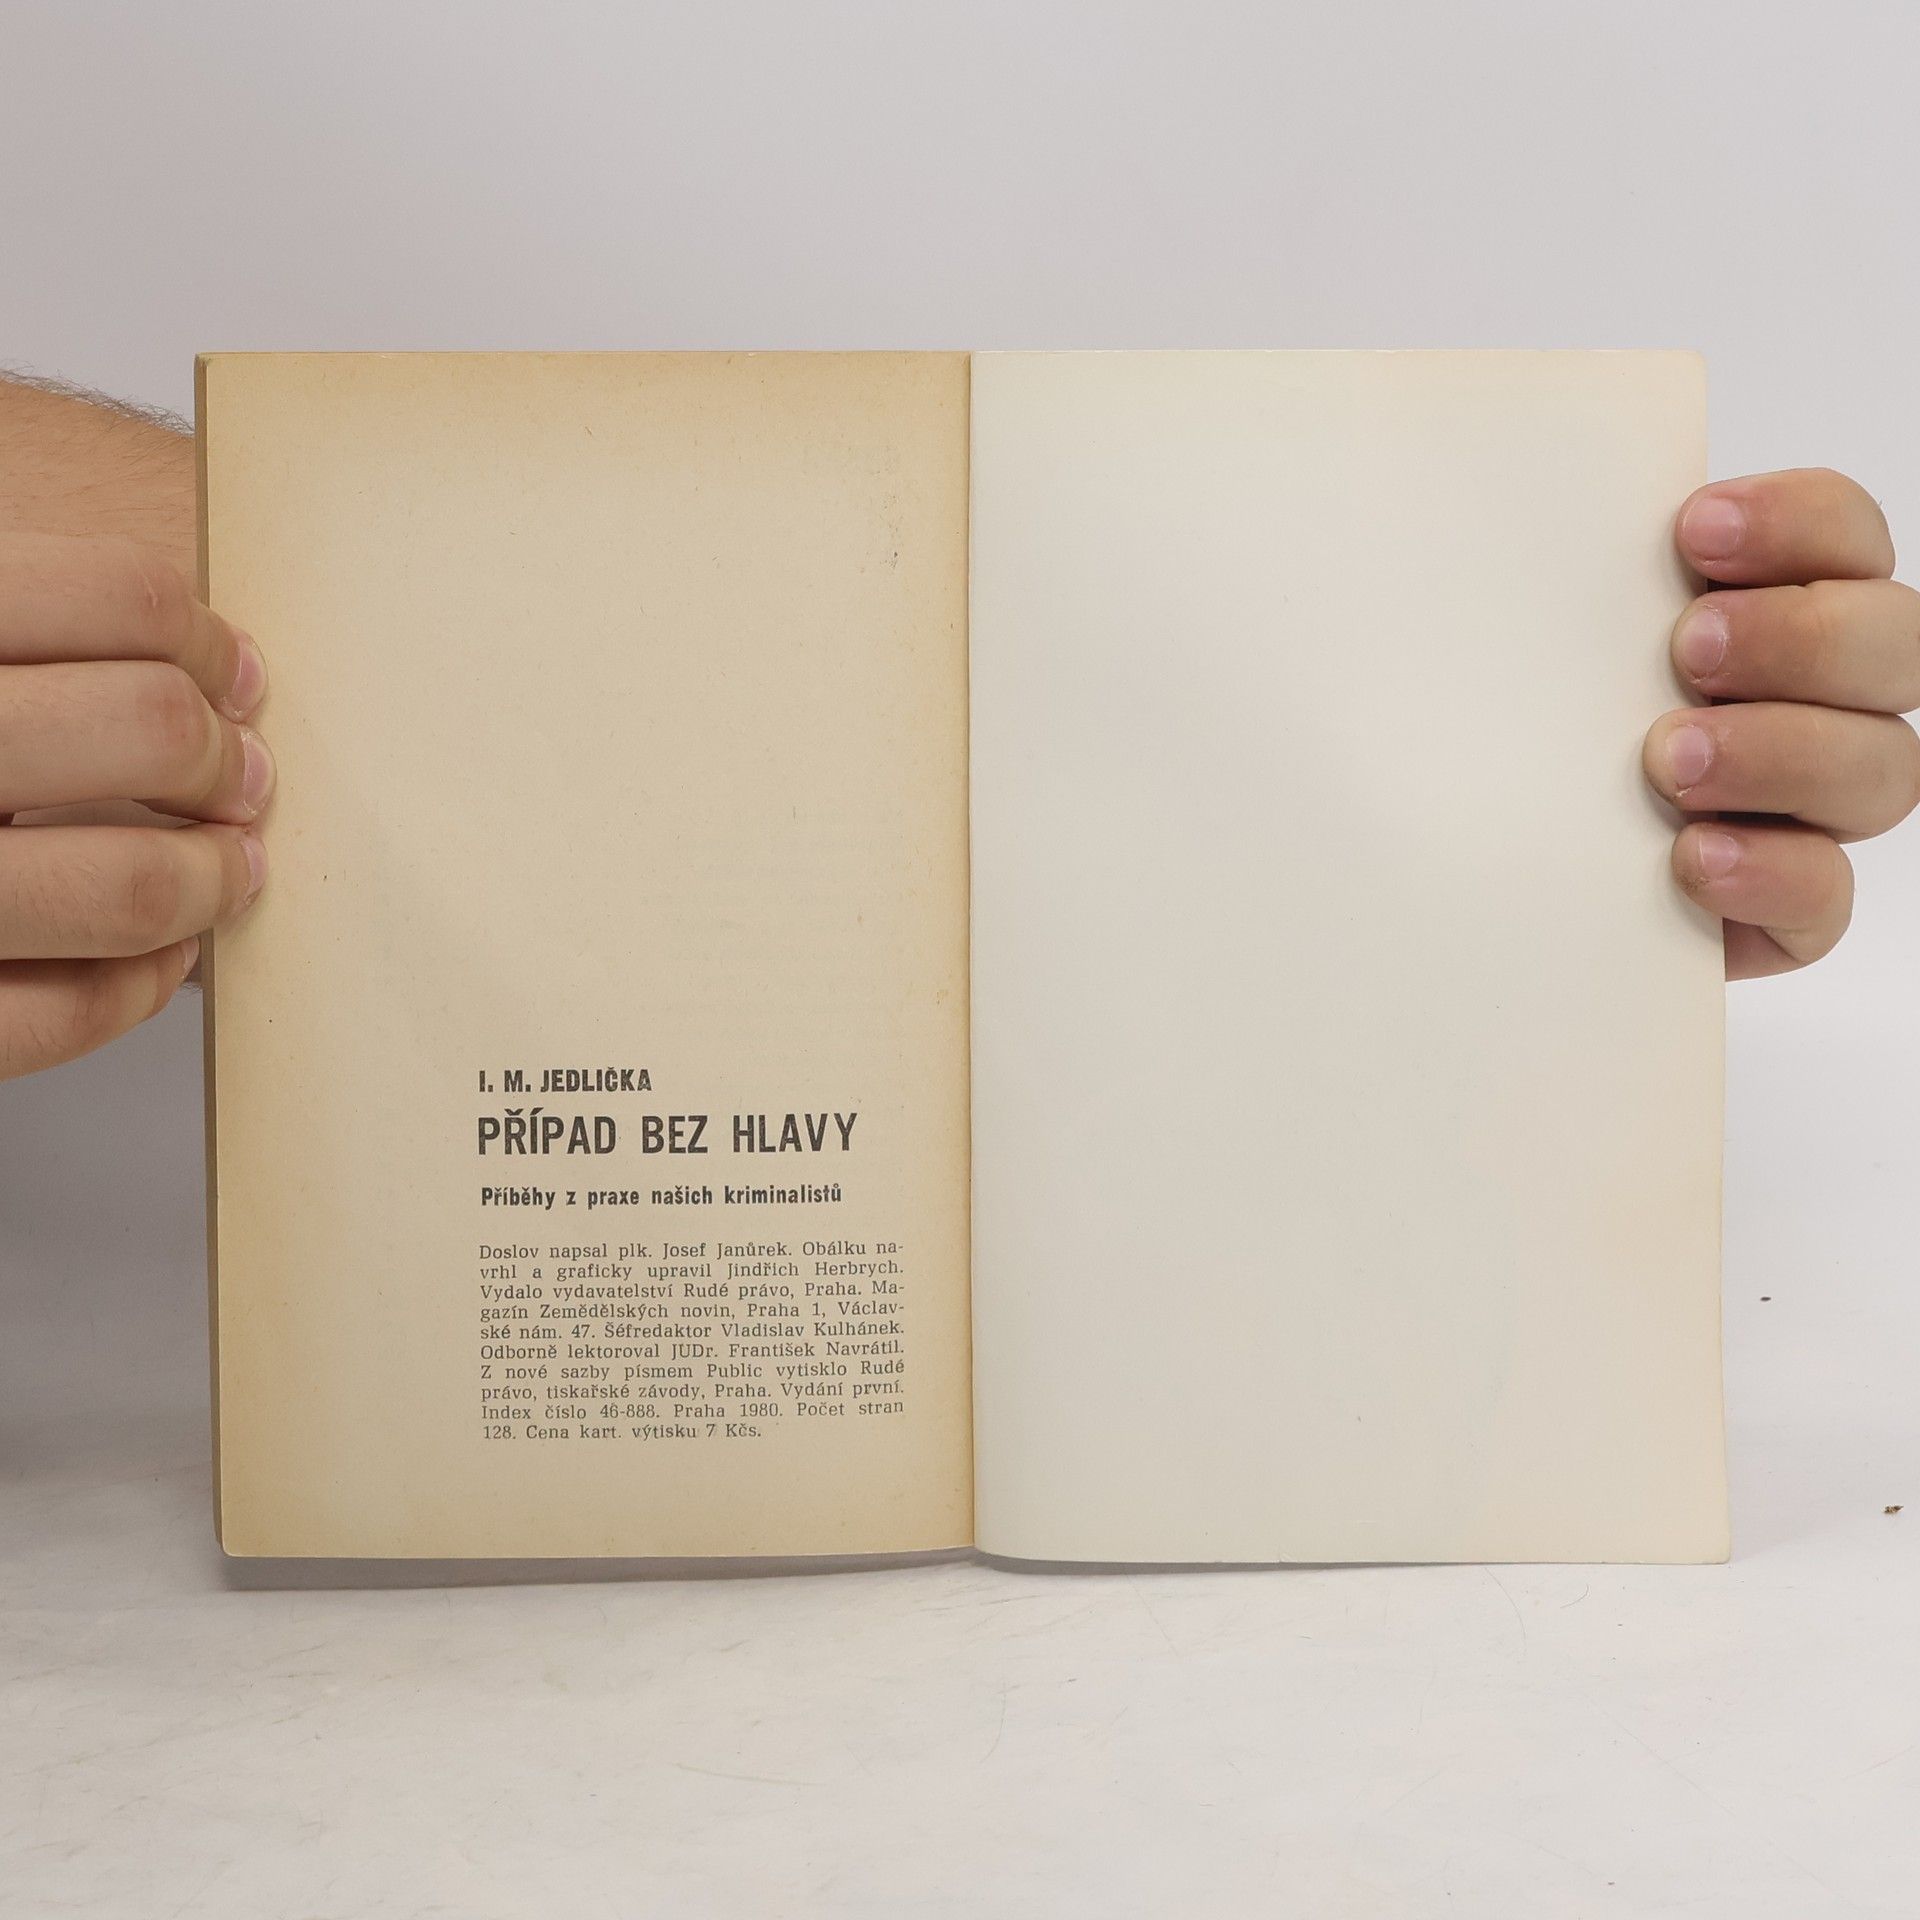 I. M. JEDLIČKA
PŘÍPAD BEZ HLAVY
Příběhy z praxe našich kriminalistů
Doslov napsal plk. Josef Janůrek. Obálku na-
vrhl a graficky upravil Jindřich Herbrych.
Vydalo vydavatelství Rudé právo, Praha. Ma-
gazín Zemědělských novin, Praha 1, Václav-
ské nám. 47. Šéfredaktor Vladislav Kulhánek.
Odborně lektoroval JUDr. František Navrátil.
Z nové sazby písmem Public vytisklo Rudé
právo, tiskařské závody, Praha. Vydání první.
Index číslo 46-888. Praha 1980. Počet stran
128. Cena kart. výtisku 7 Kčs.